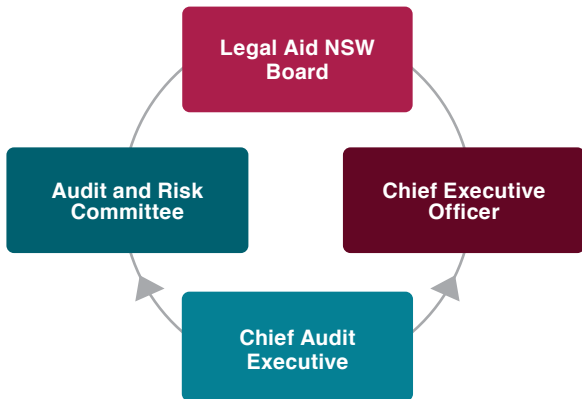 Legal Aid NSW
Board
Audit and Risk
Committee
Chief Executive
Officer
Chief Audit
Executive